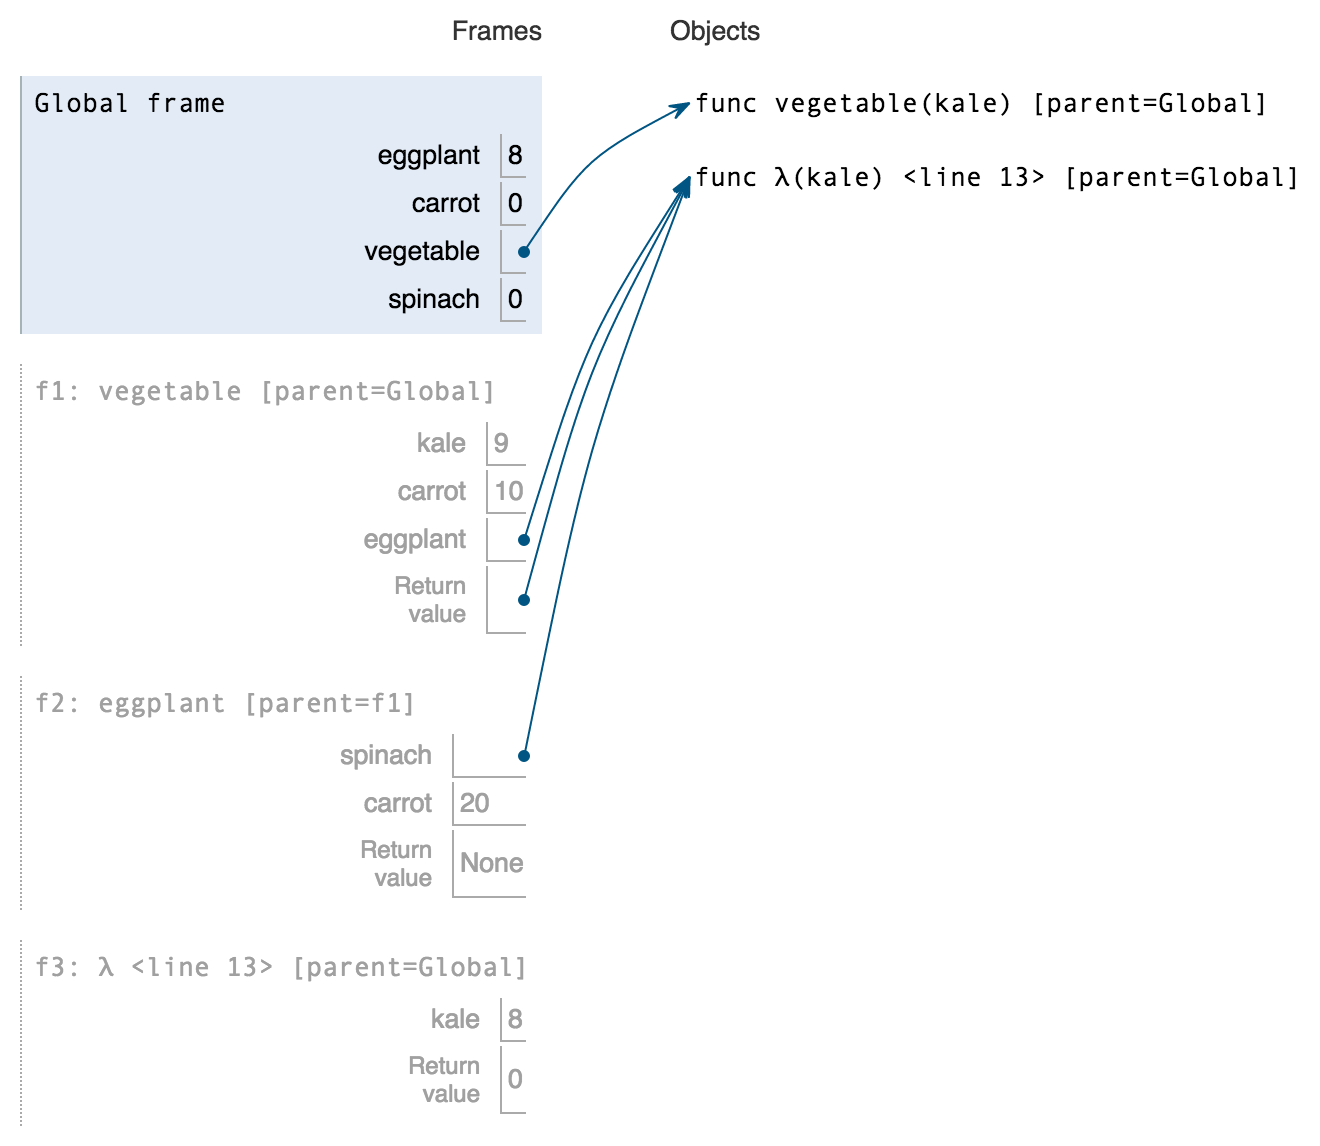 Frames
Objects
Global frame
eggplant 8
carrot 0
vegetable
spinach 0
func vegetable(kale) [parent=Global]
func λ(kale) <line 13> [parent=Global]
f1: vegetable [parent=Global]
kale 9
carrot 10
eggplant
Return
value
f2: eggplant [parent=f1]
spinach
carrot 20
Return
value None
f3: λ <line 13> [parent=Global]
kale 8
Return
value 0